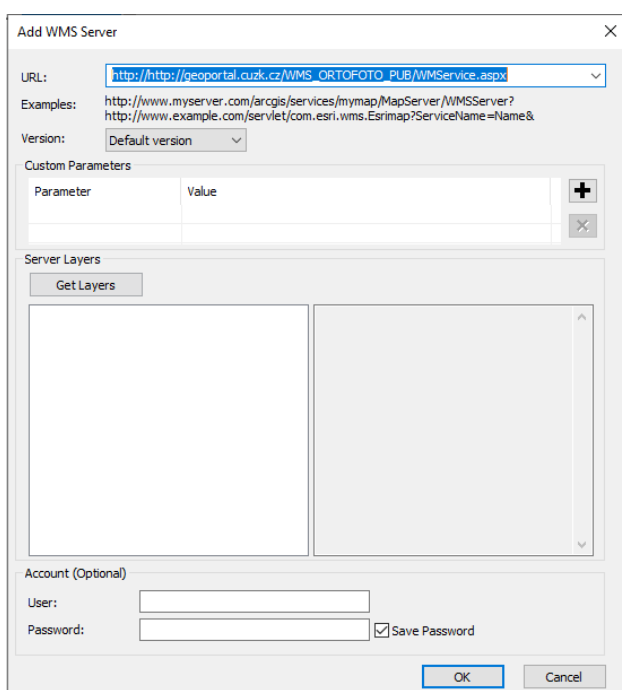 Add WMS Server
URL:
http://http://geoportal.cuzk.cz/WMS_ORTOFOTO_PUB/WMService.aspx
Examples:
http://www.myserver.com/arcgis/services/mymap/MapServer/WMSServer?
http://www.example.com/servlet/com.esri.wms.Esrimap?ServiceName=Name&
Version:
Default version
Custom Parameters
Parameter Value
Server Layers
Get Layers
Account (Optional)
User:
Password:
Save Password
OK Cancel